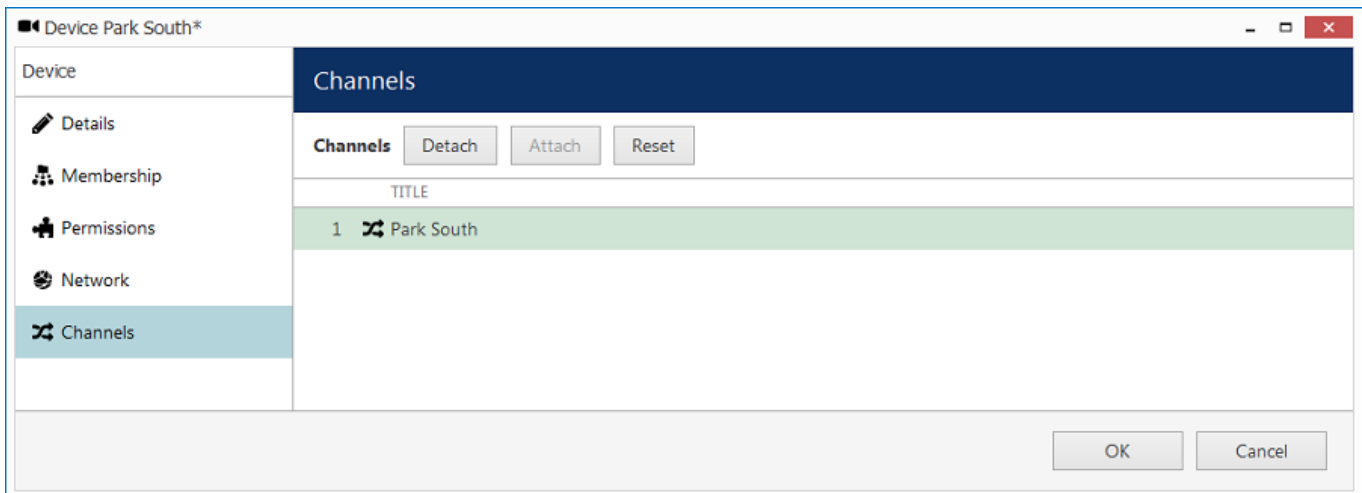 Device Park South*
Device
Details
Membership
Permissions
Network
Channels
Channels
Channels Detach Attach Reset
TITLE
1 Park South
OK Cancel